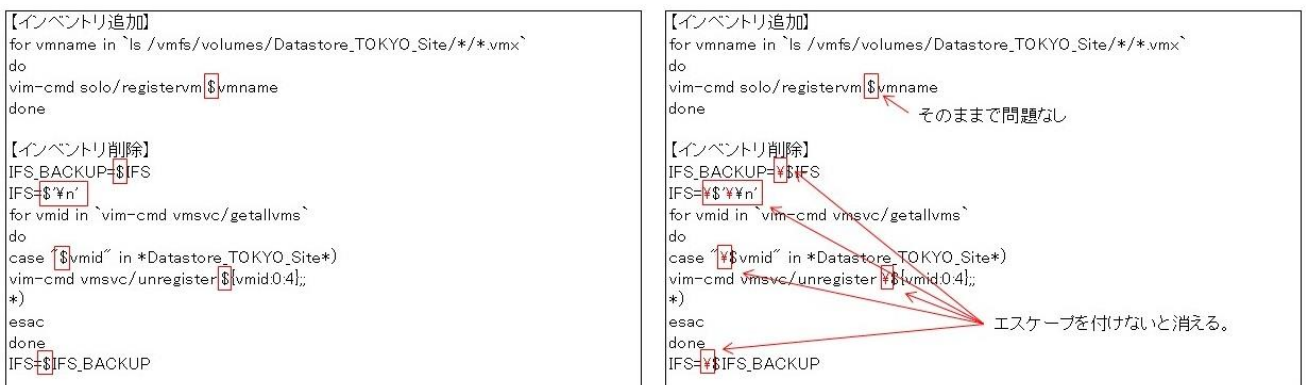 【インベントリ追加】
for vmname in `ls /vmfs/volumes/Datastore_TOKYO_Site/*/*.vmx`
do
vim-cmd solo/registervm $vmname
done
【インベントリ削除】
IFS_BACKUP=$IFS
IFS=$'¥n'
for vmid in `vim-cmd vmsvc/getallvms`
do
case "$vmid" in *Datastore_TOKYO_Site*)
vim-cmd vmsvc/unregister ${vmid:0:4};;
*)
esac
done
IFS=$IFS_BACKUP
【インベントリ追加】
for vmname in `ls /vmfs/volumes/Datastore_TOKYO_Site/*/*.vmx`
do
vim-cmd solo/registervm $vmname
done
そのままで問題なし
【インベントリ削除】
IFS_BACKUP=¥$IFS
IFS=¥$'¥¥n'
for vmid in `vim-cmd vmsvc/getallvms`
do
case "¥$vmid" in *Datastore_TOKYO_Site*)
vim-cmd vmsvc/unregister ¥${vmid:0:4};;
*)
esac
エスケープを付けないと消える。
done
IFS=¥$IFS_BACKUP